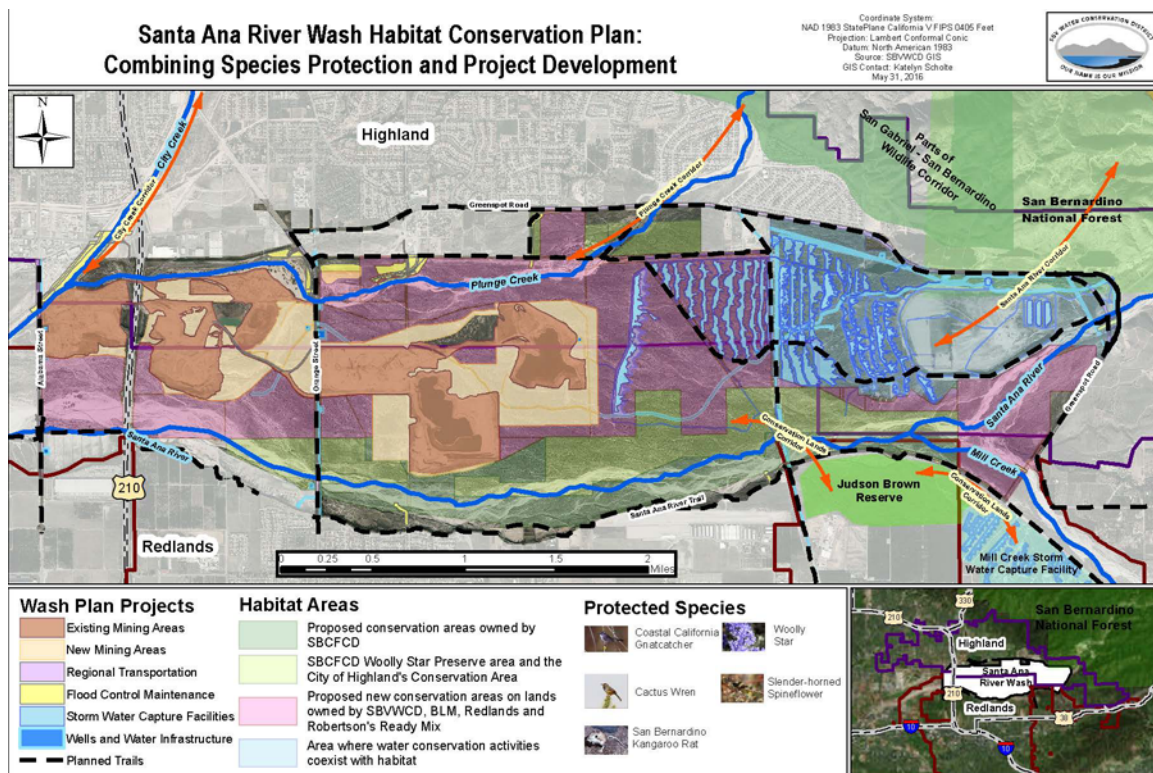 Santa Ana River Wash Habitat Conservation Plan:
Combining Species Protection and Project Development
Coordinate System:
NAD 1983 StatePlane California V FIPS 0405 Feet
Projection: Lambert Conformal Conic
Datum: North American 1983
Source: SBVWCD GIS
GIS Contact: Katelyn Scholte
May 31, 2016
SBV WATER CONSERVATION DISTRICT
OUR NAME IS OUR MISSION
N
Highland
City Creek
City Creek Corridor
Greenspot Road
Plunge Creek Corridor
Parts of
San Gabriel - San Bernardino
Wildlife Corridor
San Bernardino
National Forest
Santa Ana River Corridor
Plunge Creek
Alabama Street
Orange Street
Santa Ana River
Greenspot Road
Santa Ana River
Conservation Lands
Corridor
Mill Creek
Judson Brown
Reserve
Conservation Lands
Corridor
Santa Ana River Trail
210
Redlands
Mill Creek Storm
Water Capture Facility
0 0.25 0.5 1 1.5 2
Miles
Wash Plan Projects
Existing Mining Areas
New Mining Areas
Regional Transportation
Flood Control Maintenance
Storm Water Capture Facilities
Wells and Water Infrastructure
Planned Trails
Habitat Areas
Proposed conservation areas owned by
SBCFCD
SBCFCD Woolly Star Preserve area and the
City of Highland's Conservation Area
Proposed new conservation areas on lands
owned by SBVWCD, BLM, Redlands and
Robertson's Ready Mix
Area where water conservation activities
coexist with habitat
Protected Species
Coastal California
Gnatcatcher
Woolly
Star
Cactus Wren
Slender-horned
Spineflower
San Bernardino
Kangaroo Rat
210
330
San Bernardino
National Forest
Highland
Santa Ana
River Wash
210
Redlands
38
10
10